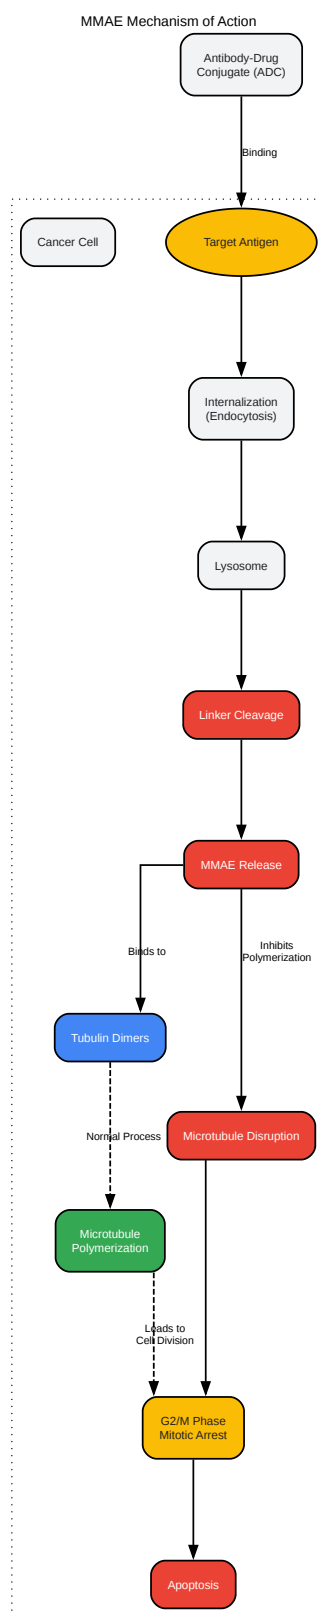 MMAE Mechanism of Action
Antibody-Drug
Conjugate (ADC)
Binding
Cancer Cell
Target Antigen
Internalization
(Endocytosis)
Lysosome
Linker Cleavage
MMAE Release
Binds to
Inhibits
Polymerization
Tubulin Dimers
Normal Process
Microtubule Disruption
Microtubule
Polymerization
Leads to
Cell Division
G2/M Phase
Mitotic Arrest
Apoptosis